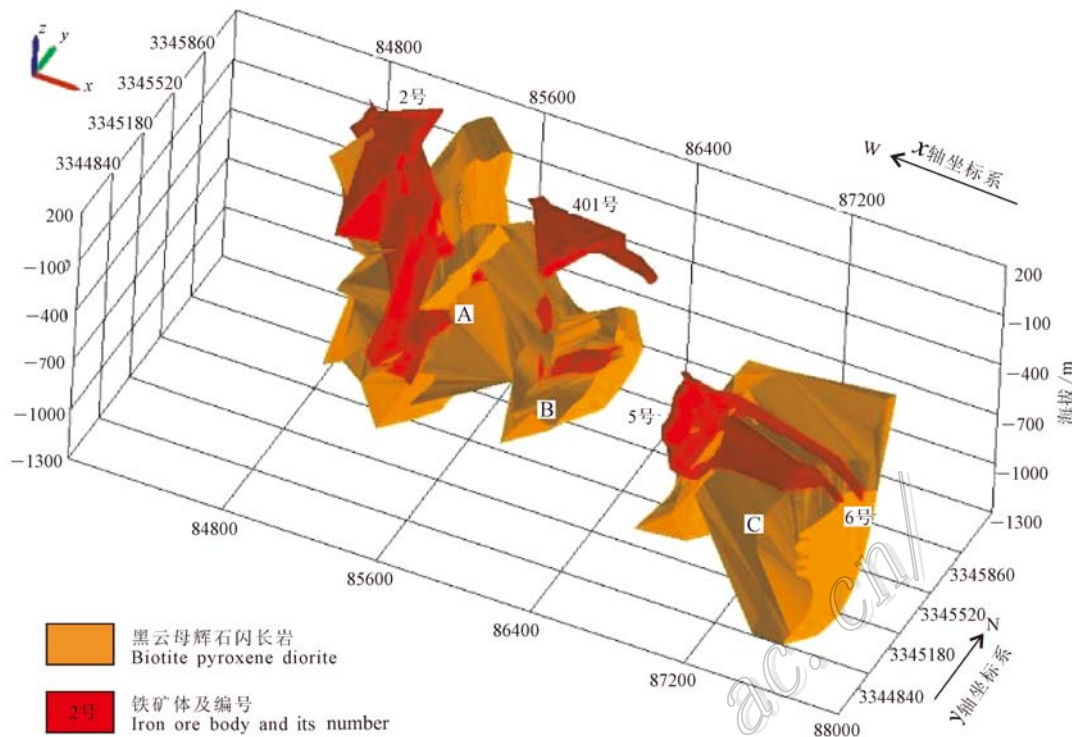 z
y
x
3345860
3345520
3345180
3344840
84800
85600
86400
87200
W
x轴坐标系
2号
401号
200
−100
−400
−700
−1000
−1300
200
−100
−400
−700
−1000
−1300
海拔/m
A
B
5号
C
6号
84800
85600
86400
87200
88000
3345860
3345520
3345180
3344840
N
y轴坐标系
黑云母辉石闪长岩
Biotite pyroxene diorite
2号
铁矿体及编号
Iron ore body and its number
ac.cn/